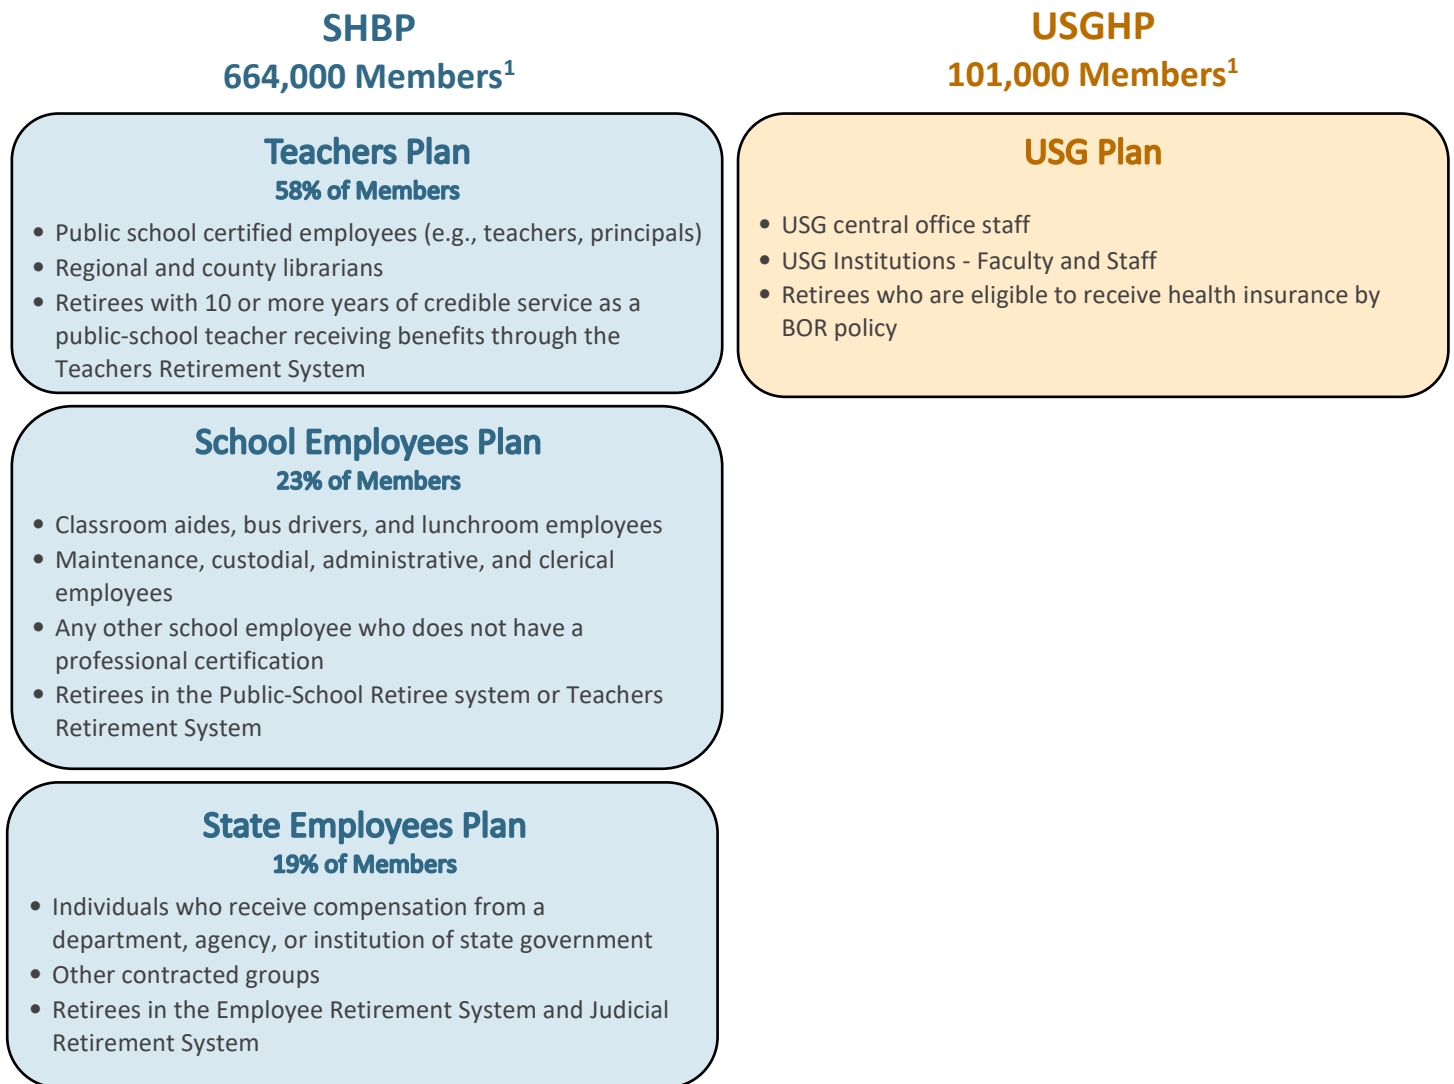 SHBP
664,000 Members¹
Teachers Plan
58% of Members
• Public school certified employees (e.g., teachers, principals)
• Regional and county librarians
• Retirees with 10 or more years of credible service as a
public-school teacher receiving benefits through the
Teachers Retirement System
School Employees Plan
23% of Members
• Classroom aides, bus drivers, and lunchroom employees
• Maintenance, custodial, administrative, and clerical
employees
• Any other school employee who does not have a
professional certification
• Retirees in the Public-School Retiree system or Teachers
Retirement System
State Employees Plan
19% of Members
• Individuals who receive compensation from a
department, agency, or institution of state government
• Other contracted groups
• Retirees in the Employee Retirement System and Judicial
Retirement System
USGHP
101,000 Members¹
USG Plan
• USG central office staff
• USG Institutions - Faculty and Staff
• Retirees who are eligible to receive health insurance by
BOR policy